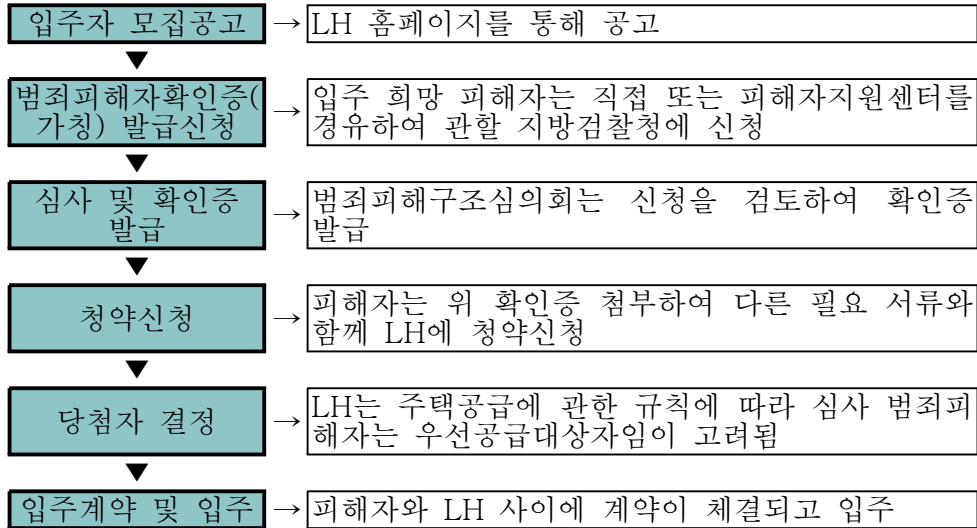 입주자 모집공고 → LH 홈페이지를 통해 공고
▼
범죄피해자확인증( → 입주 희망 피해자는 직접 또는 피해자지원센터를
가칭) 발급신청 경유하여 관할 지방검찰청에 신청
▼
심사 및 확인증 → 범죄피해구조심의회는 신청을 검토하여 확인증
발급 발급
▼
청약신청 → 피해자는 위 확인증 첨부하여 다른 필요 서류와
함께 LH에 청약신청
▼
당첨자 결정 → LH는 주택공급에 관한 규칙에 따라 심사 범죄피
해자는 우선공급대상자임이 고려됨
▼
입주계약 및 입주 → 피해자와 LH 사이에 계약이 체결되고 입주